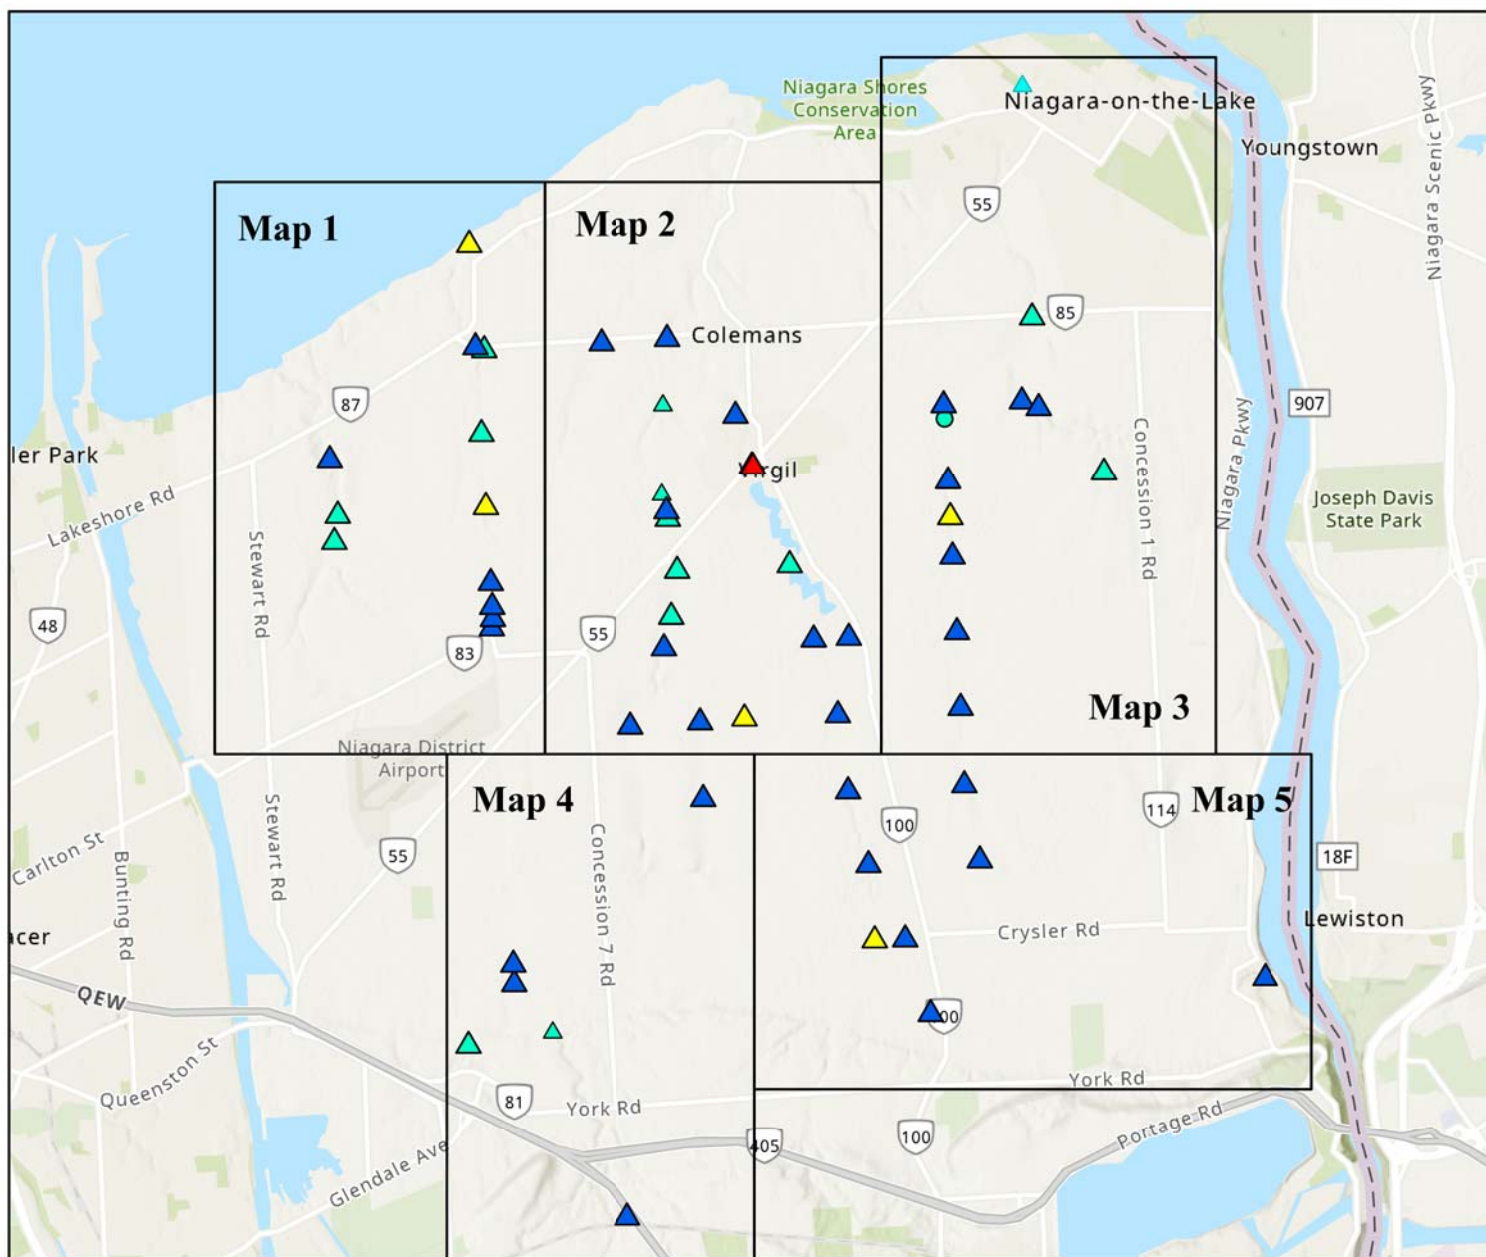 Niagara Shores
Conservation
Area
Niagara-on-the-Lake
Youngstown
Niagara Scenic Pkwy
55
Map 1
Map 2
85
Colemans
87
907
ler Park
Virgil
Lakeshore Rd
Concession 1 Rd
Niagara Pkwy
Joseph Davis
State Park
Stewart Rd
48
55
83
Map 3
Niagara District
Airport
Map 4
Map 5
114
100
18F
Carlton St
Bunting Rd
Stewart Rd
55
Concession 7 Rd
Lewiston
acer
Crysler Rd
QEW
00
Queenston St
York Rd
81
York Rd
Portage Rd
405
100
Glendale Ave